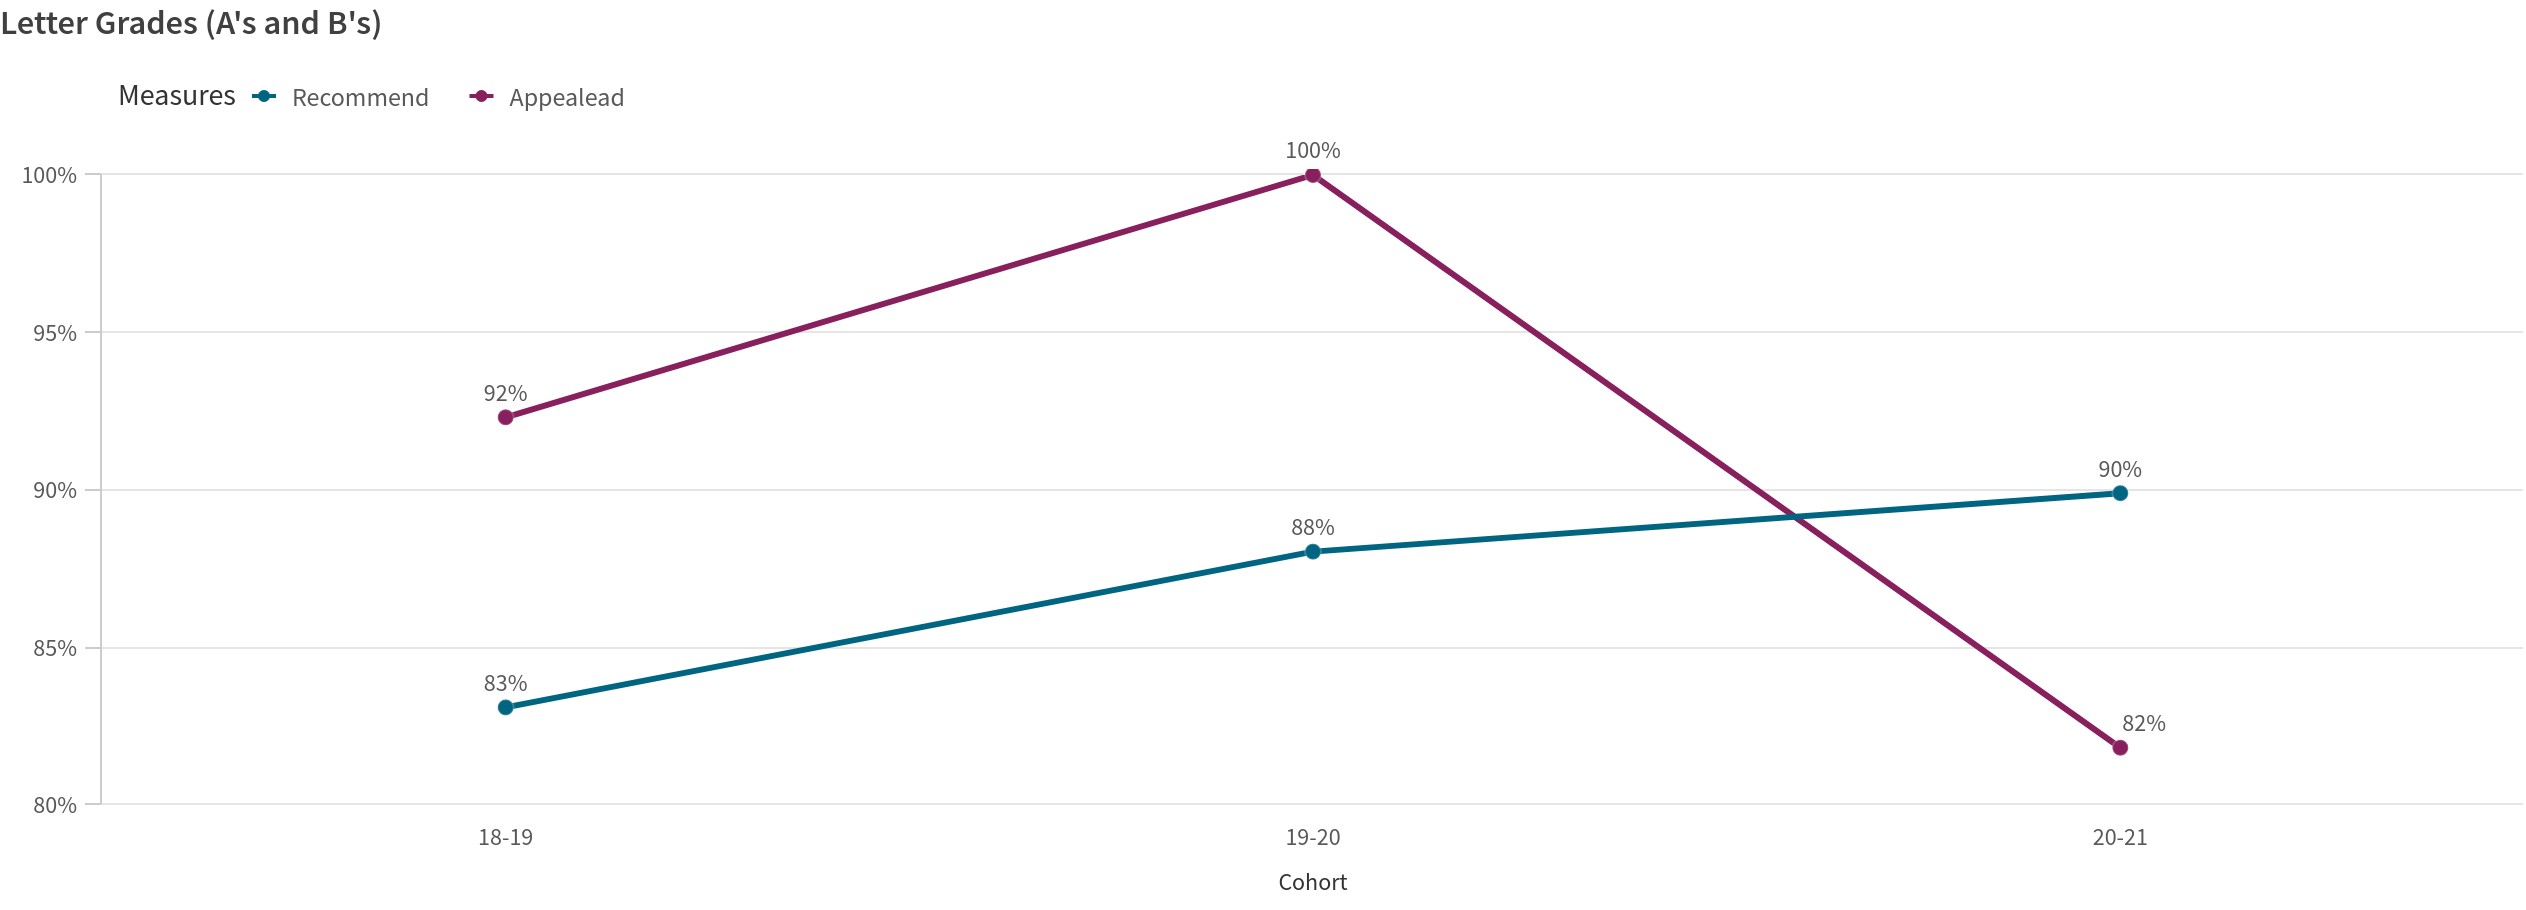 Letter Grades (A's and B's)
Measures Recommend Appealead
100%
100%
95%
92%
90%
90%
88%
85%
83%
82%
80%
18-19 19-20 20-21
Cohort